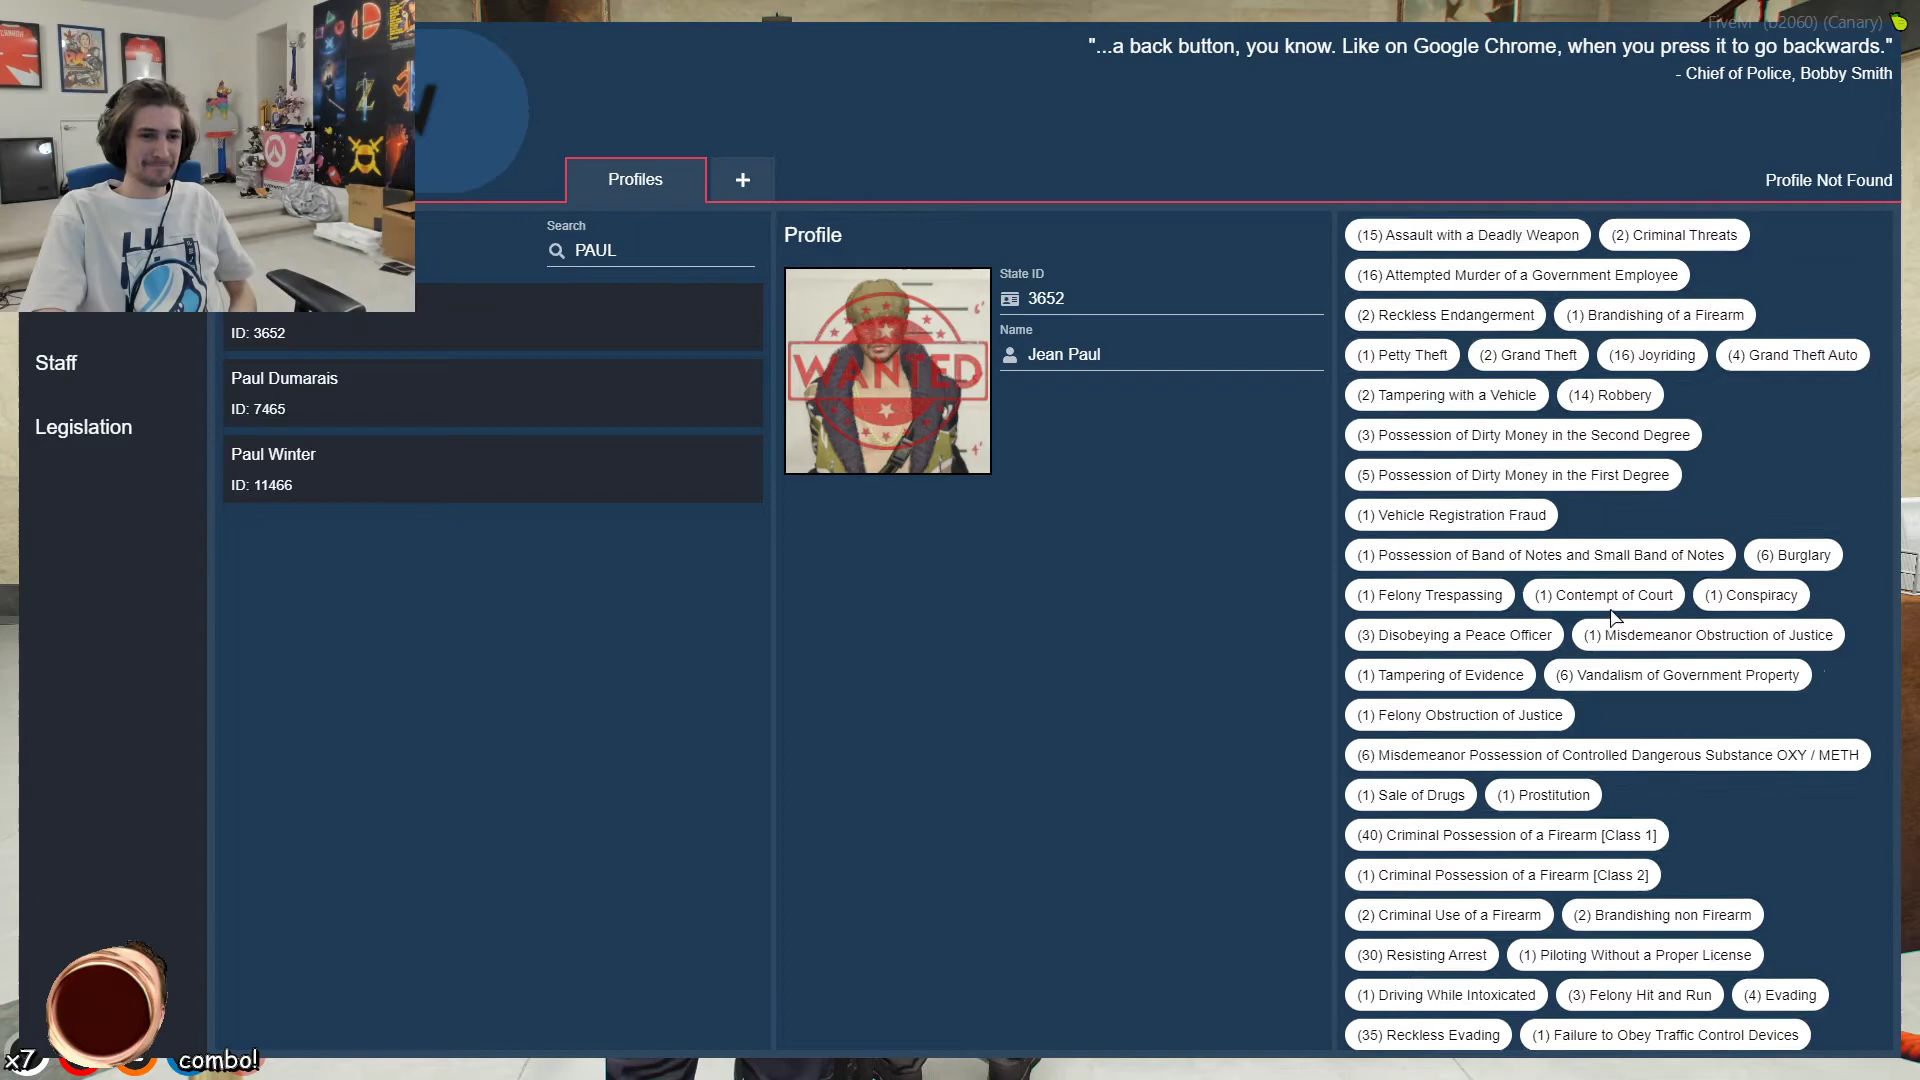 FiveM (b2060) (Canary)
"...a back button, you know. Like on Google Chrome, when you press it to go backwards."
- Chief of Police, Bobby Smith
Profiles
+
Profile Not Found
Search
PAUL
ID: 3652
Paul Dumarais
ID: 7465
Paul Winter
ID: 11466
Staff
Legislation
Profile
WANTED
State ID
3652
Name
Jean Paul
(15) Assault with a Deadly Weapon
(2) Criminal Threats
(16) Attempted Murder of a Government Employee
(2) Reckless Endangerment
(1) Brandishing of a Firearm
(1) Petty Theft
(2) Grand Theft
(16) Joyriding
(4) Grand Theft Auto
(2) Tampering with a Vehicle
(14) Robbery
(3) Possession of Dirty Money in the Second Degree
(5) Possession of Dirty Money in the First Degree
(1) Vehicle Registration Fraud
(1) Possession of Band of Notes and Small Band of Notes
(6) Burglary
(1) Felony Trespassing
(1) Contempt of Court
(1) Conspiracy
(3) Disobeying a Peace Officer
(1) Misdemeanor Obstruction of Justice
(1) Tampering of Evidence
(6) Vandalism of Government Property
(1) Felony Obstruction of Justice
(6) Misdemeanor Possession of Controlled Dangerous Substance OXY / METH
(1) Sale of Drugs
(1) Prostitution
(40) Criminal Possession of a Firearm [Class 1]
(1) Criminal Possession of a Firearm [Class 2]
(2) Criminal Use of a Firearm
(2) Brandishing non Firearm
(30) Resisting Arrest
(1) Piloting Without a Proper License
(1) Driving While Intoxicated
(3) Felony Hit and Run
(4) Evading
(35) Reckless Evading
(1) Failure to Obey Traffic Control Devices
x7
combo!